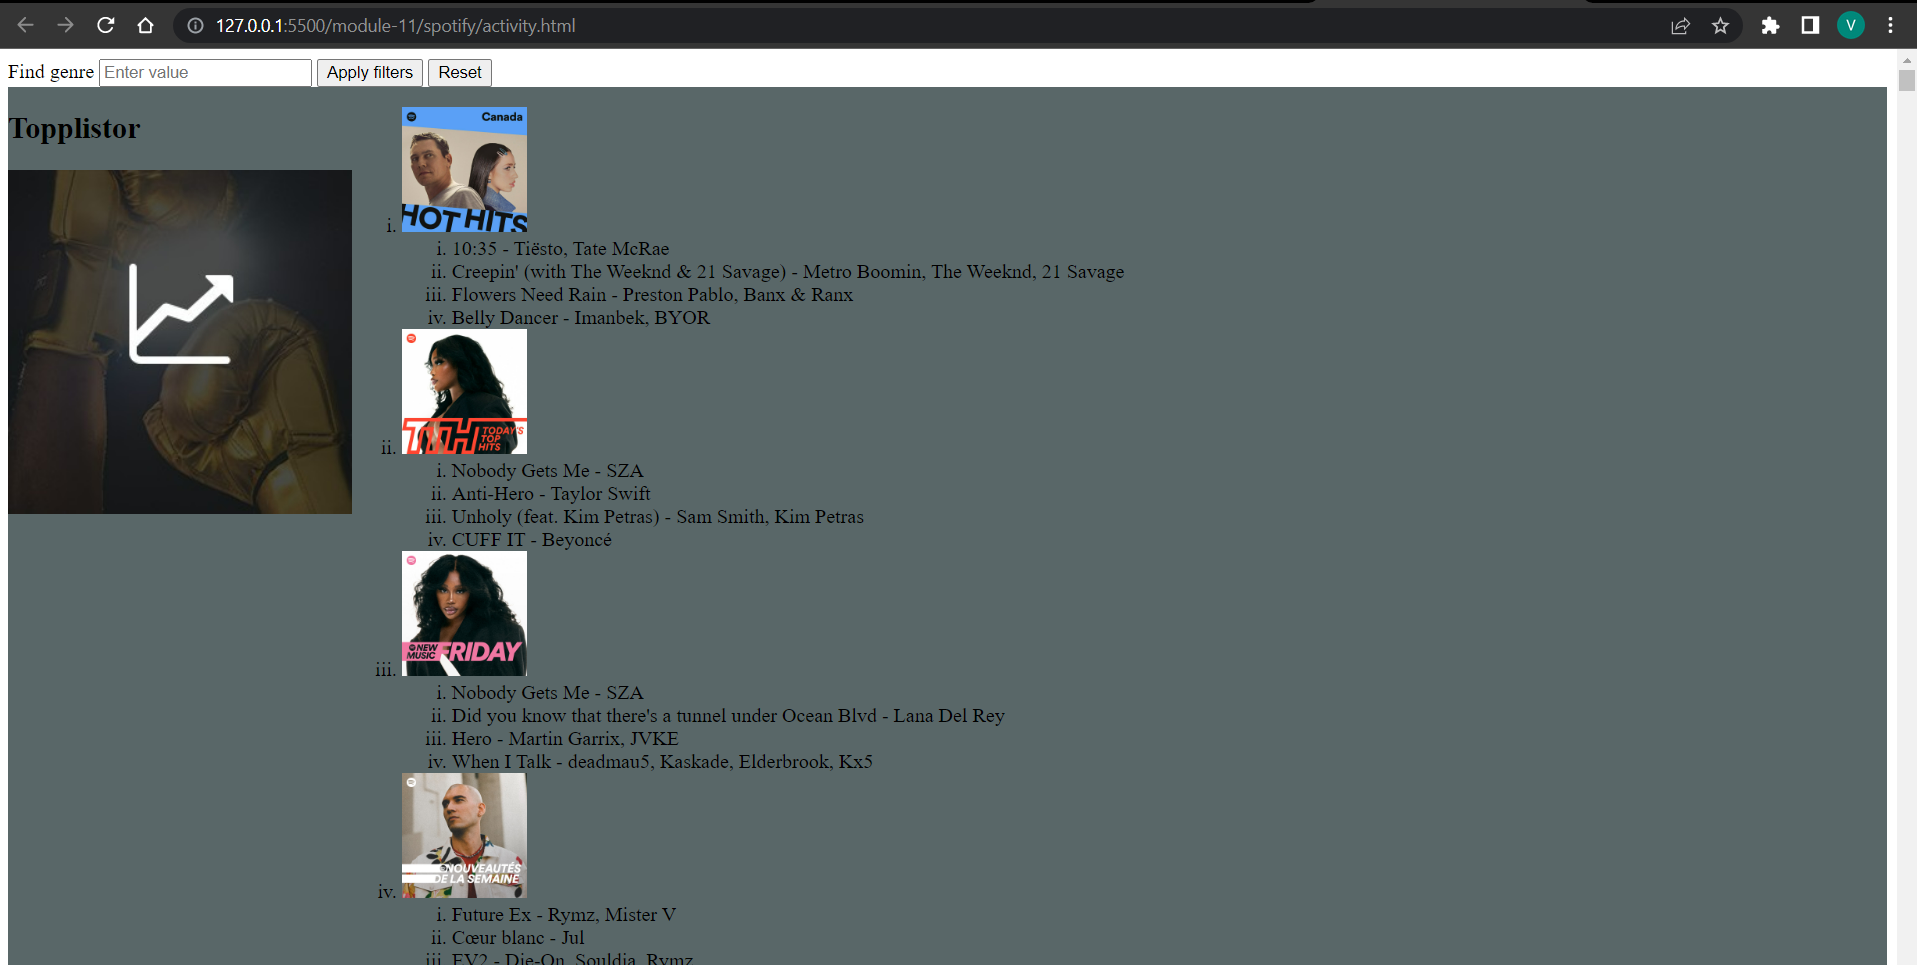 127.0.0.1:5500/module-11/spotify/activity.html
V
Find genre Enter value Apply filters Reset
Topplistor
Canada
HOT HITS
i.
i. 10:35 - Tiësto, Tate McRae
ii. Creepin' (with The Weeknd & 21 Savage) - Metro Boomin, The Weeknd, 21 Savage
iii. Flowers Need Rain - Preston Pablo, Banx & Ranx
iv. Belly Dancer - Imanbek, BYOR
TTH TODAY'S
TOP
HITS
ii.
i. Nobody Gets Me - SZA
ii. Anti-Hero - Taylor Swift
iii. Unholy (feat. Kim Petras) - Sam Smith, Kim Petras
iv. CUFF IT - Beyoncé
NEW
MUSIC FRIDAY
iii.
i. Nobody Gets Me - SZA
ii. Did you know that there's a tunnel under Ocean Blvd - Lana Del Rey
iii. Hero - Martin Garrix, JVKE
iv. When I Talk - deadmau5, Kaskade, Elderbrook, Kx5
NOUVEAUTÉS
DE LA SEMAINE
iv.
i. Future Ex - Rymz, Mister V
ii. Cœur blanc - Jul
iii. EV2 - Die-On, Souldia, Rymz